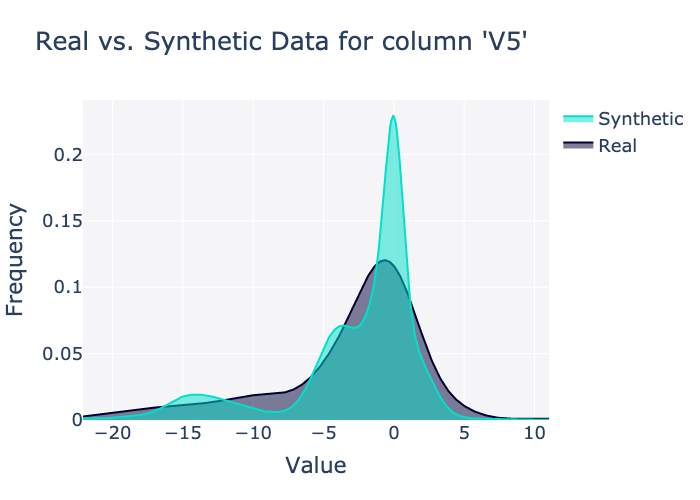 Real vs. Synthetic Data for column 'V5'
Synthetic
Real
Frequency
0.2
0.15
0.1
0.05
0
−20
−15
−10
−5
0
5
10
Value